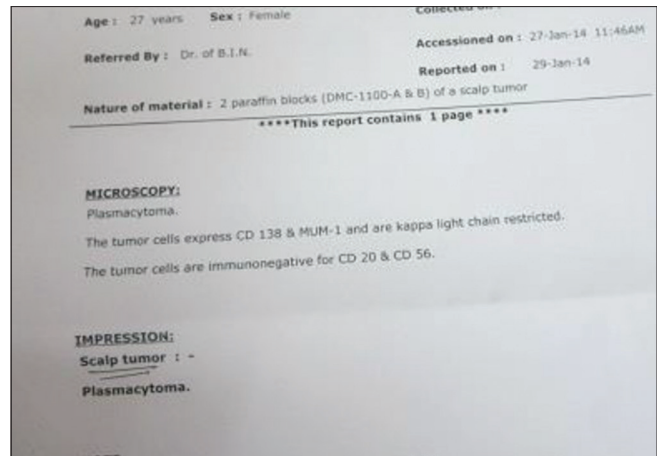 Age : 27 years Sex : Female
Collected on :
Referred By : Dr. of B.I.N.
Accessioned on : 27-Jan-14 11:46AM
Reported on : 29-Jan-14
Nature of material : 2 paraffin blocks (DMC-1100-A & B) of a scalp tumor
****This report contains 1 page ****
MICROSCOPY:
Plasmacytoma.
The tumor cells express CD 138 & MUM-1 and are kappa light chain restricted.
The tumor cells are immunonegative for CD 20 & CD 56.
IMPRESSION:
Scalp tumor : -
Plasmacytoma.